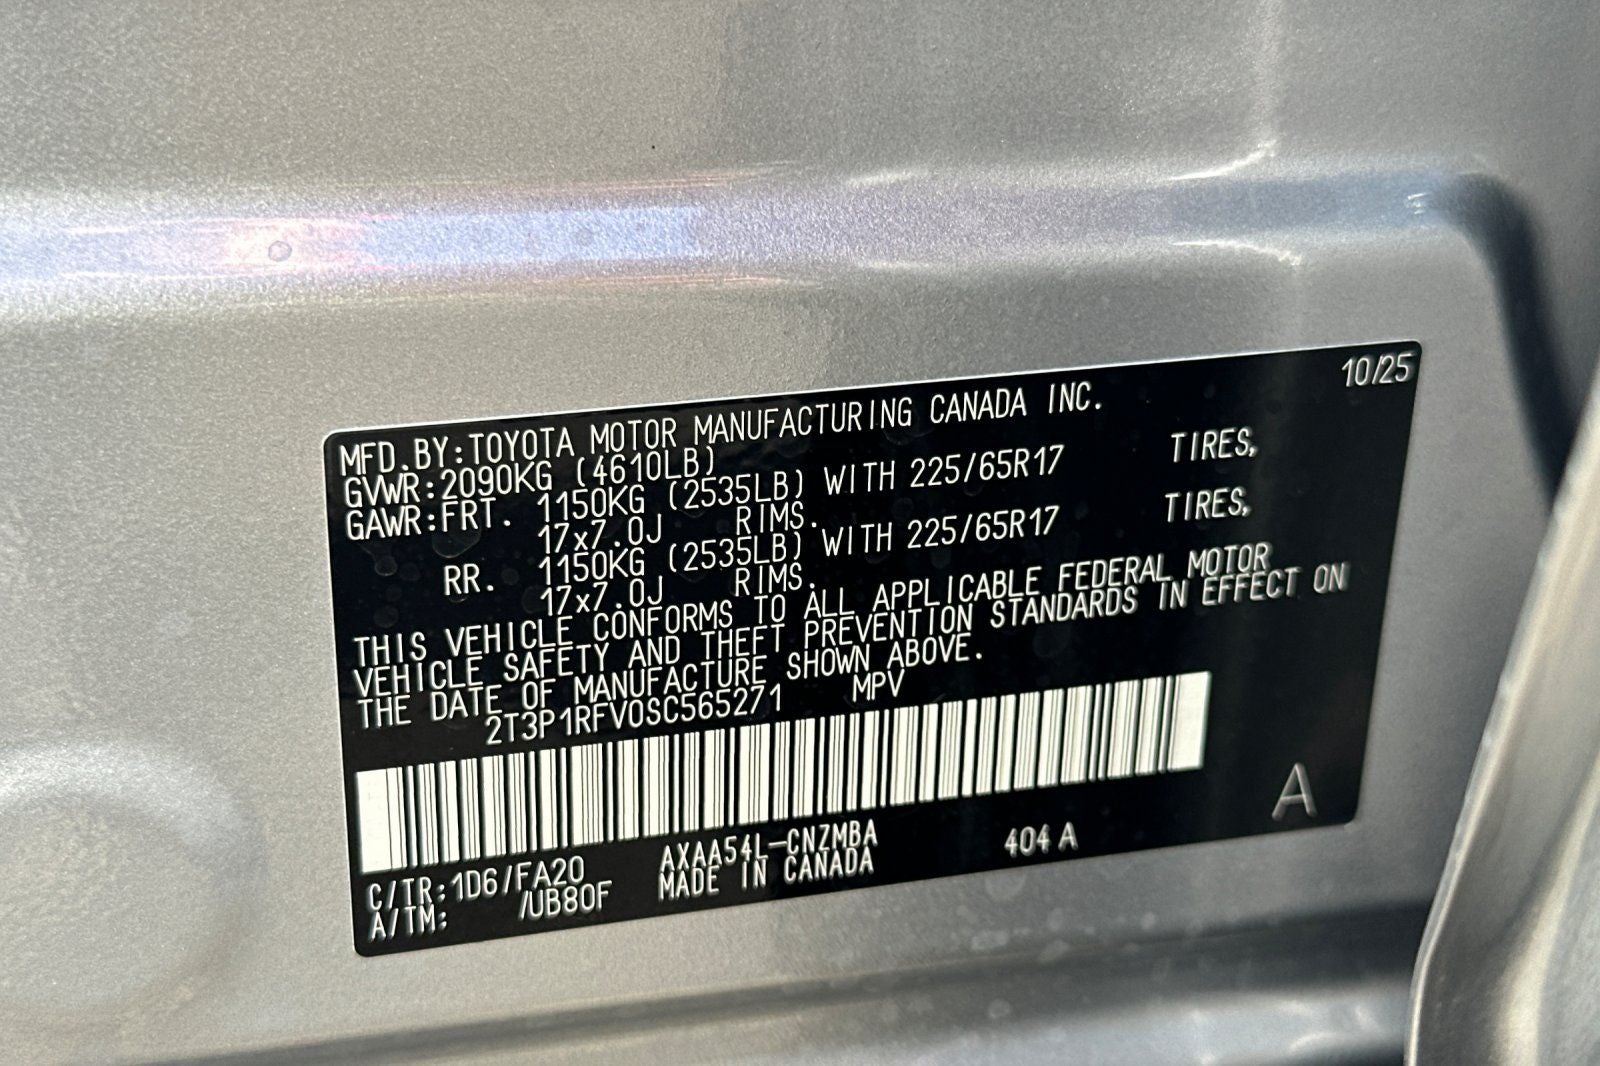 10/25
MFD.BY:TOYOTA MOTOR MANUFACTURING CANADA INC.
GVWR:2090KG (4610LB)
GAWR:FRT. 1150KG (2535LB) WITH 225/65R17 TIRES,
17x7.0J RIMS.
RR. 1150KG (2535LB) WITH 225/65R17 TIRES,
17x7.0J RIMS.
THIS VEHICLE CONFORMS TO ALL APPLICABLE FEDERAL MOTOR
VEHICLE SAFETY AND THEFT PREVENTION STANDARDS IN EFFECT ON
THE DATE OF MANUFACTURE SHOWN ABOVE.
2T3P1RFV0SC565271 MPV
A
C/TR:1D6/FA20 AXAA54L-CNZMBA 404 A
A/TM: /UB80F MADE IN CANADA